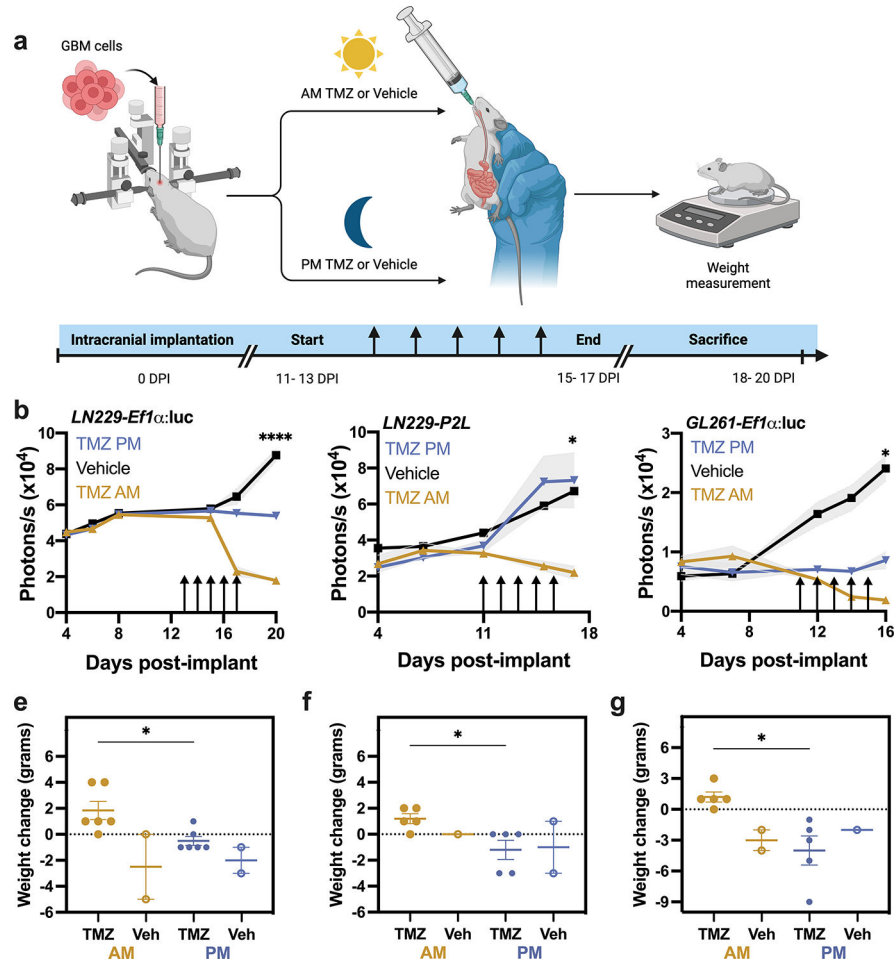 a
GBM cells
AM TMZ or Vehicle
PM TMZ or Vehicle
Weight
measurement
Intracranial implantation
Start
End
Sacrifice
0 DPI
11- 13 DPI
15- 17 DPI
18- 20 DPI
b
LN229-Ef1α:luc
Photons/s (x10⁴)
10
8
6
4
2
0
TMZ PM
Vehicle
TMZ AM
****
4
8
12
16
20
Days post-implant
LN229-P2L
Photons/s (x10⁴)
10
8
6
4
2
0
TMZ PM
Vehicle
TMZ AM
*
4
11
18
Days post-implant
GL261-Ef1α:luc
Photons/s (x10⁴)
3
2
1
0
TMZ PM
Vehicle
TMZ AM
*
4
8
12
16
Days post-implant
e
Weight change (grams)
6
4
2
0
-2
-4
-6
*
TMZ Veh TMZ Veh
AM PM
f
Weight change (grams)
6
4
2
0
-2
-4
-6
*
TMZ Veh TMZ Veh
AM PM
g
Weight change (grams)
6
3
0
-3
-6
-9
*
TMZ Veh TMZ Veh
AM PM